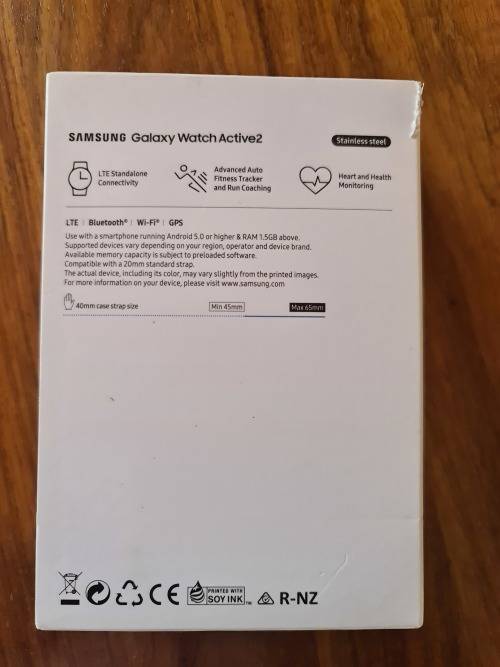 SAMSUNG Galaxy Watch Active2
Stainless steel
LTE Standalone
Connectivity
Advanced Auto
Fitness Tracker
and Run Coaching
Heart and Health
Monitoring
LTE | Bluetooth® | Wi-Fi® | GPS
Use with a smartphone running Android 5.0 or higher & RAM 1.5GB above.
Supported devices vary depending on your region, operator and device brand.
Available memory capacity is subject to preloaded software.
Compatible with a 20mm standard strap.
The actual device, including its color, may vary slightly from the printed images.
For more information on your device, please visit www.samsung.com
40mm case strap size
Min 45mm
Max 65mm
CE
PRINTED WITH
SOY INK™
R-NZ